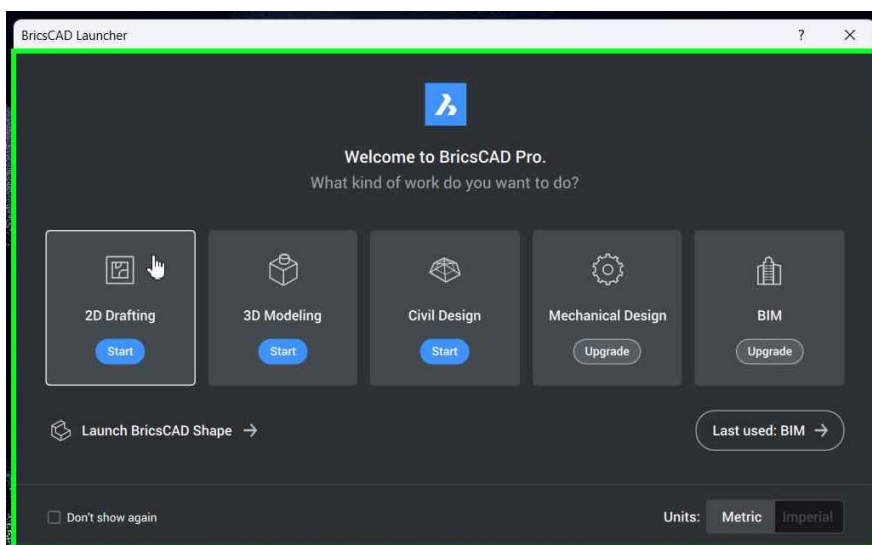 BricsCAD Launcher ?
Welcome to BricsCAD Pro.
What kind of work do you want to do?
2D Drafting
Start
3D Modeling
Start
Civil Design
Start
Mechanical Design
Upgrade
BIM
Upgrade
Launch BricsCAD Shape →
Last used: BIM →
Don't show again
Units: Metric Imperial